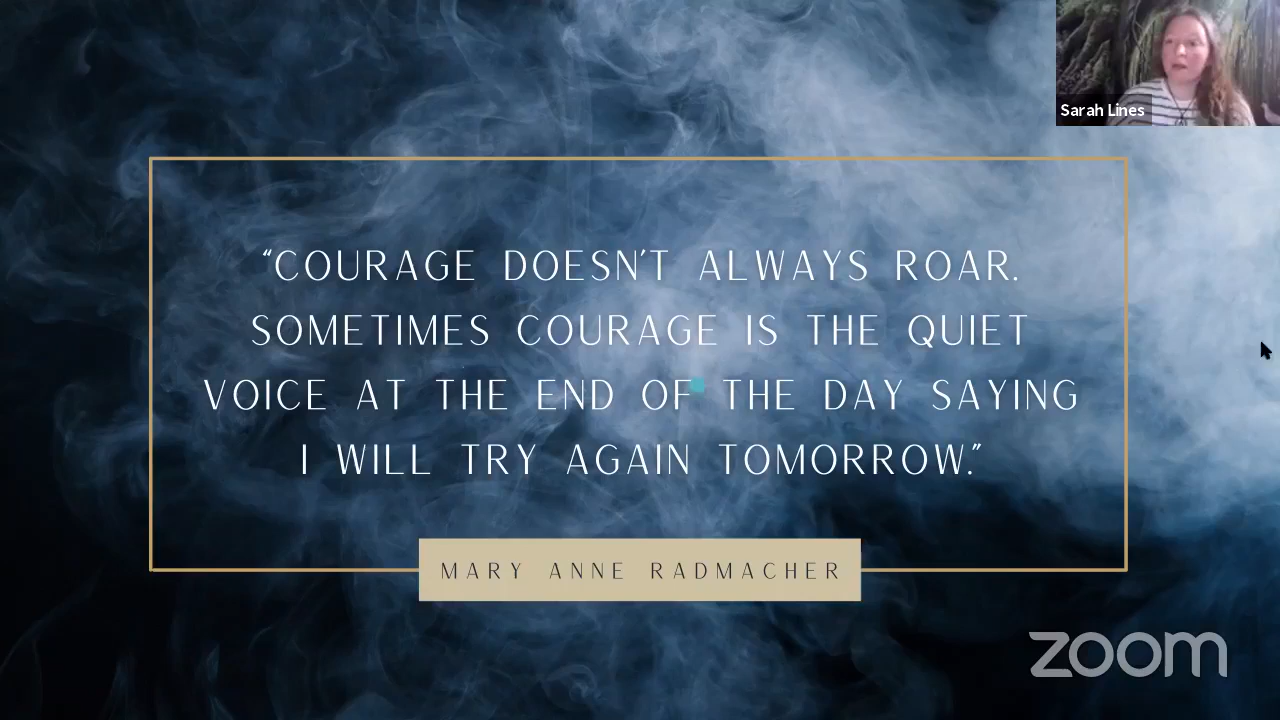 Sarah Lines
“COURAGE DOESN'T ALWAYS ROAR.
SOMETIMES COURAGE IS THE QUIET
VOICE AT THE END OF THE DAY SAYING
I WILL TRY AGAIN TOMORROW.”
MARY ANNE RADMACHER
zoom